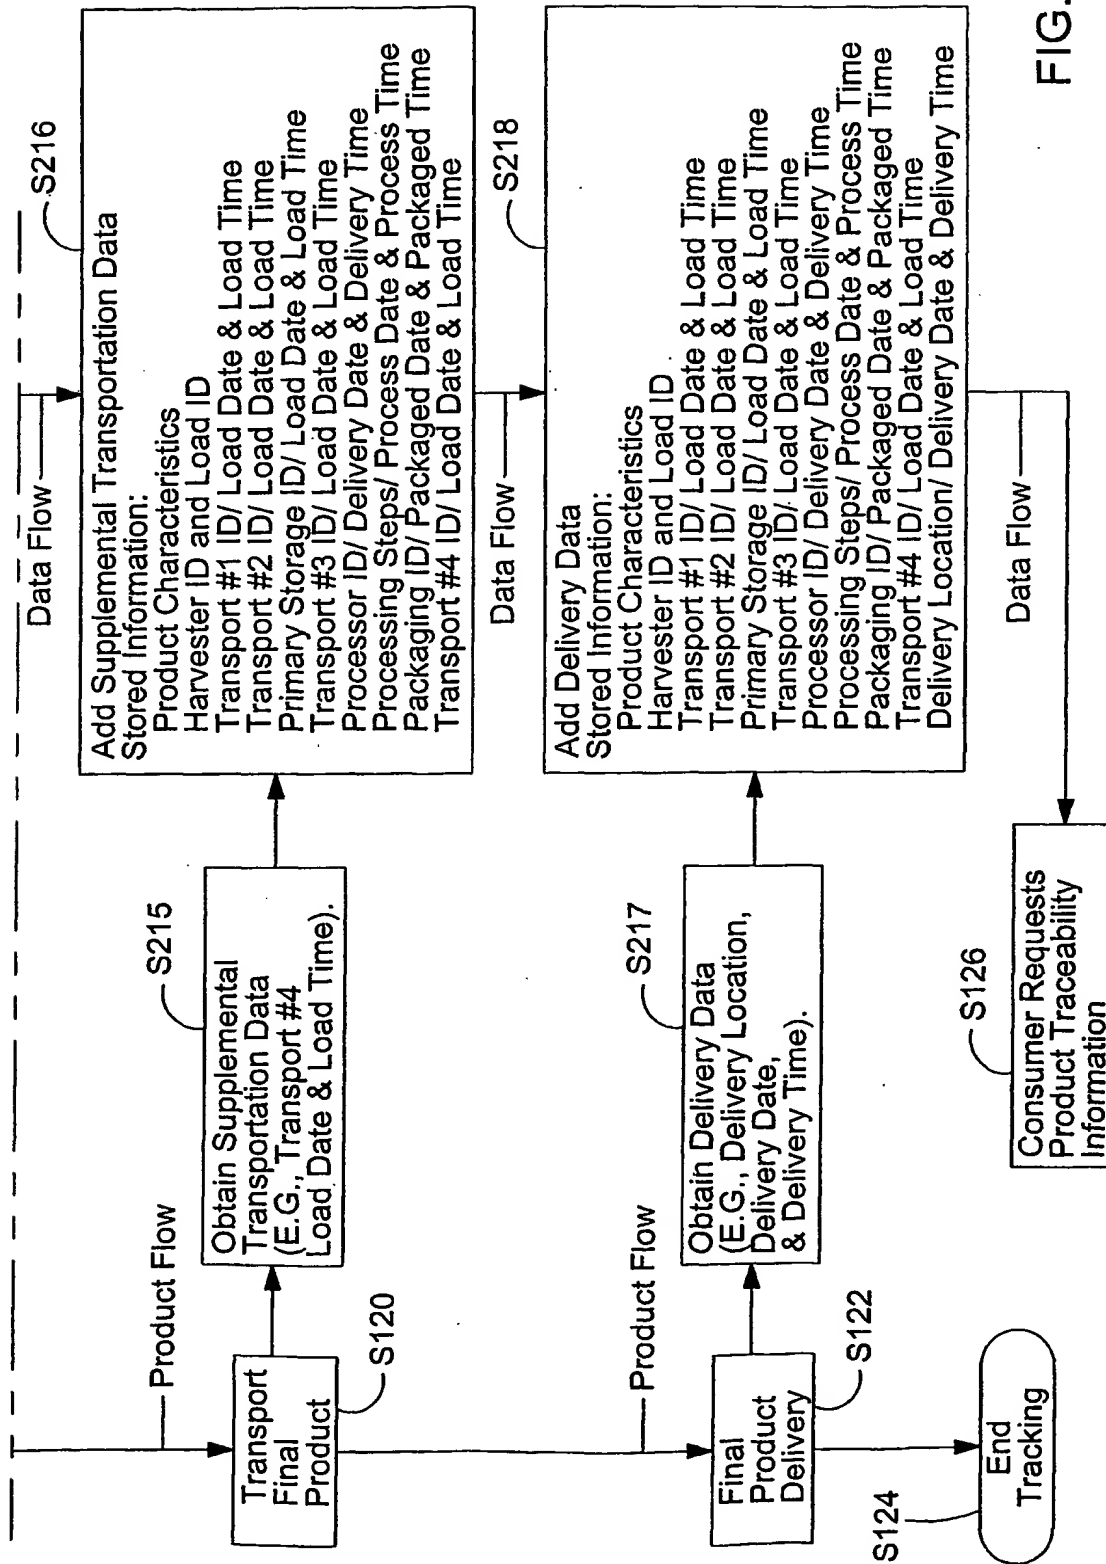 Data Flow
S216
Add Supplemental Transportation Data
Stored Information:
Product Characteristics
Harvester ID and Load ID
Transport #1 ID/ Load Date & Load Time
Transport #2 ID/ Load Date & Load Time
Primary Storage ID/ Load Date & Load Time
Transport #3 ID/ Load Date & Load Time
Processor ID/ Delivery Date & Delivery Time
Processing Steps/ Process Date & Process Time
Packaging ID/ Packaged Date & Packaged Time
Transport #4 ID/ Load Date & Load Time
S215
Obtain Supplemental
Transportation Data
(E.G., Transport #4
Load Date & Load Time).
Product Flow
Transport
Final
Product
S120
Data Flow
S218
Add Delivery Data
Stored Information:
Product Characteristics
Harvester ID and Load ID
Transport #1 ID/ Load Date & Load Time
Transport #2 ID/ Load Date & Load Time
Primary Storage ID/ Load Date & Load Time
Transport #3 ID/ Load Date & Load Time
Processor ID/ Delivery Date & Delivery Time
Processing Steps/ Process Date & Process Time
Packaging ID/ Packaged Date & Packaged Time
Transport #4 ID/ Load Date & Load Time
Delivery Location/ Delivery Date & Delivery Time
S217
Obtain Delivery Data
(E.G., Delivery Location,
Delivery Date,
& Delivery Time).
Product Flow
Final
Product
Delivery
S122
Data Flow
S126
Consumer Requests
Product Traceability
Information
S124
End
Tracking
FIG.